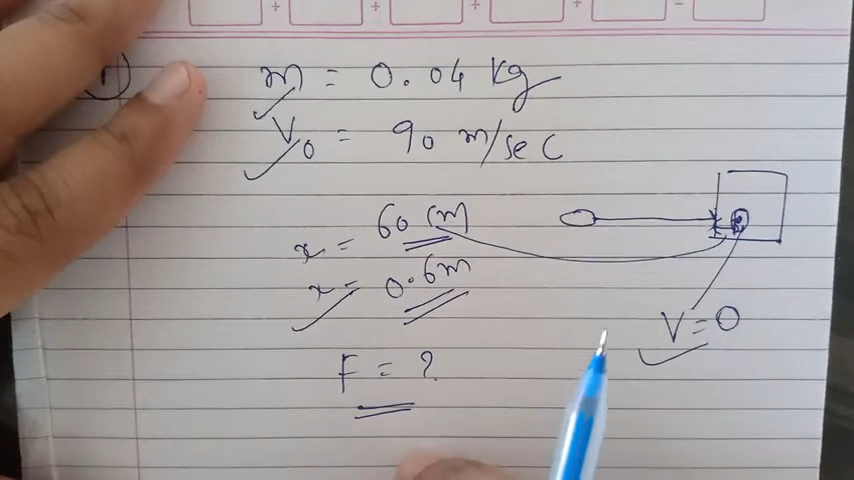 + + + + -
m = 0.04 kg
V₀ = 90 m/sec
x = 60 cm
x = 0.6m
V = 0
F = ?